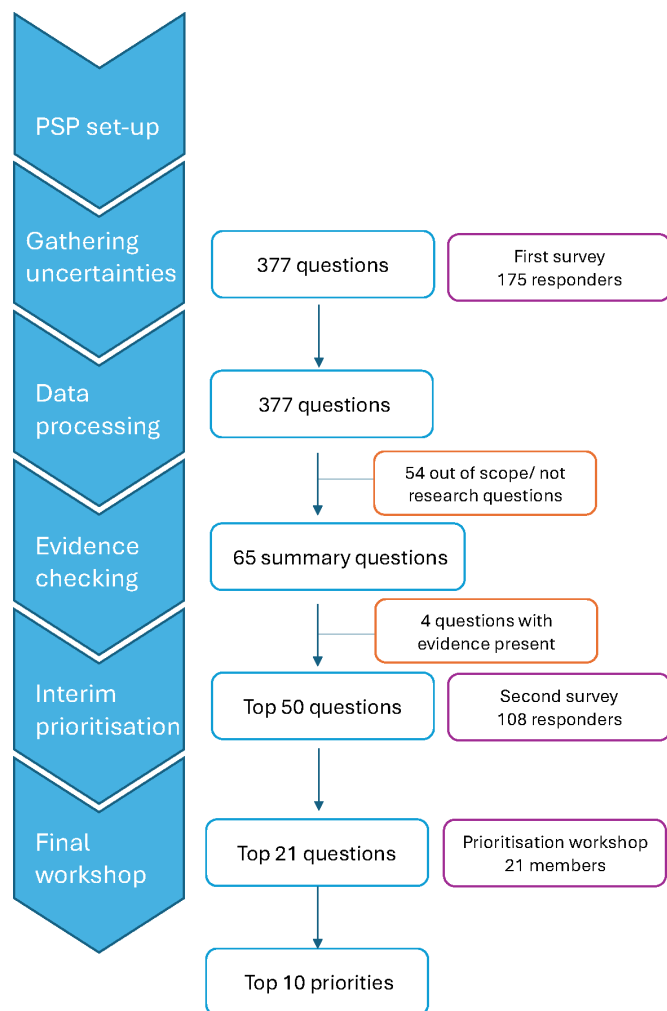 PSP set-up
Gathering
uncertainties
377 questions
First survey
175 responders
Data
processing
377 questions
54 out of scope/ not
research questions
Evidence
checking
65 summary questions
4 questions with
evidence present
Interim
prioritisation
Top 50 questions
Second survey
108 responders
Final
workshop
Top 21 questions
Prioritisation workshop
21 members
Top 10 priorities